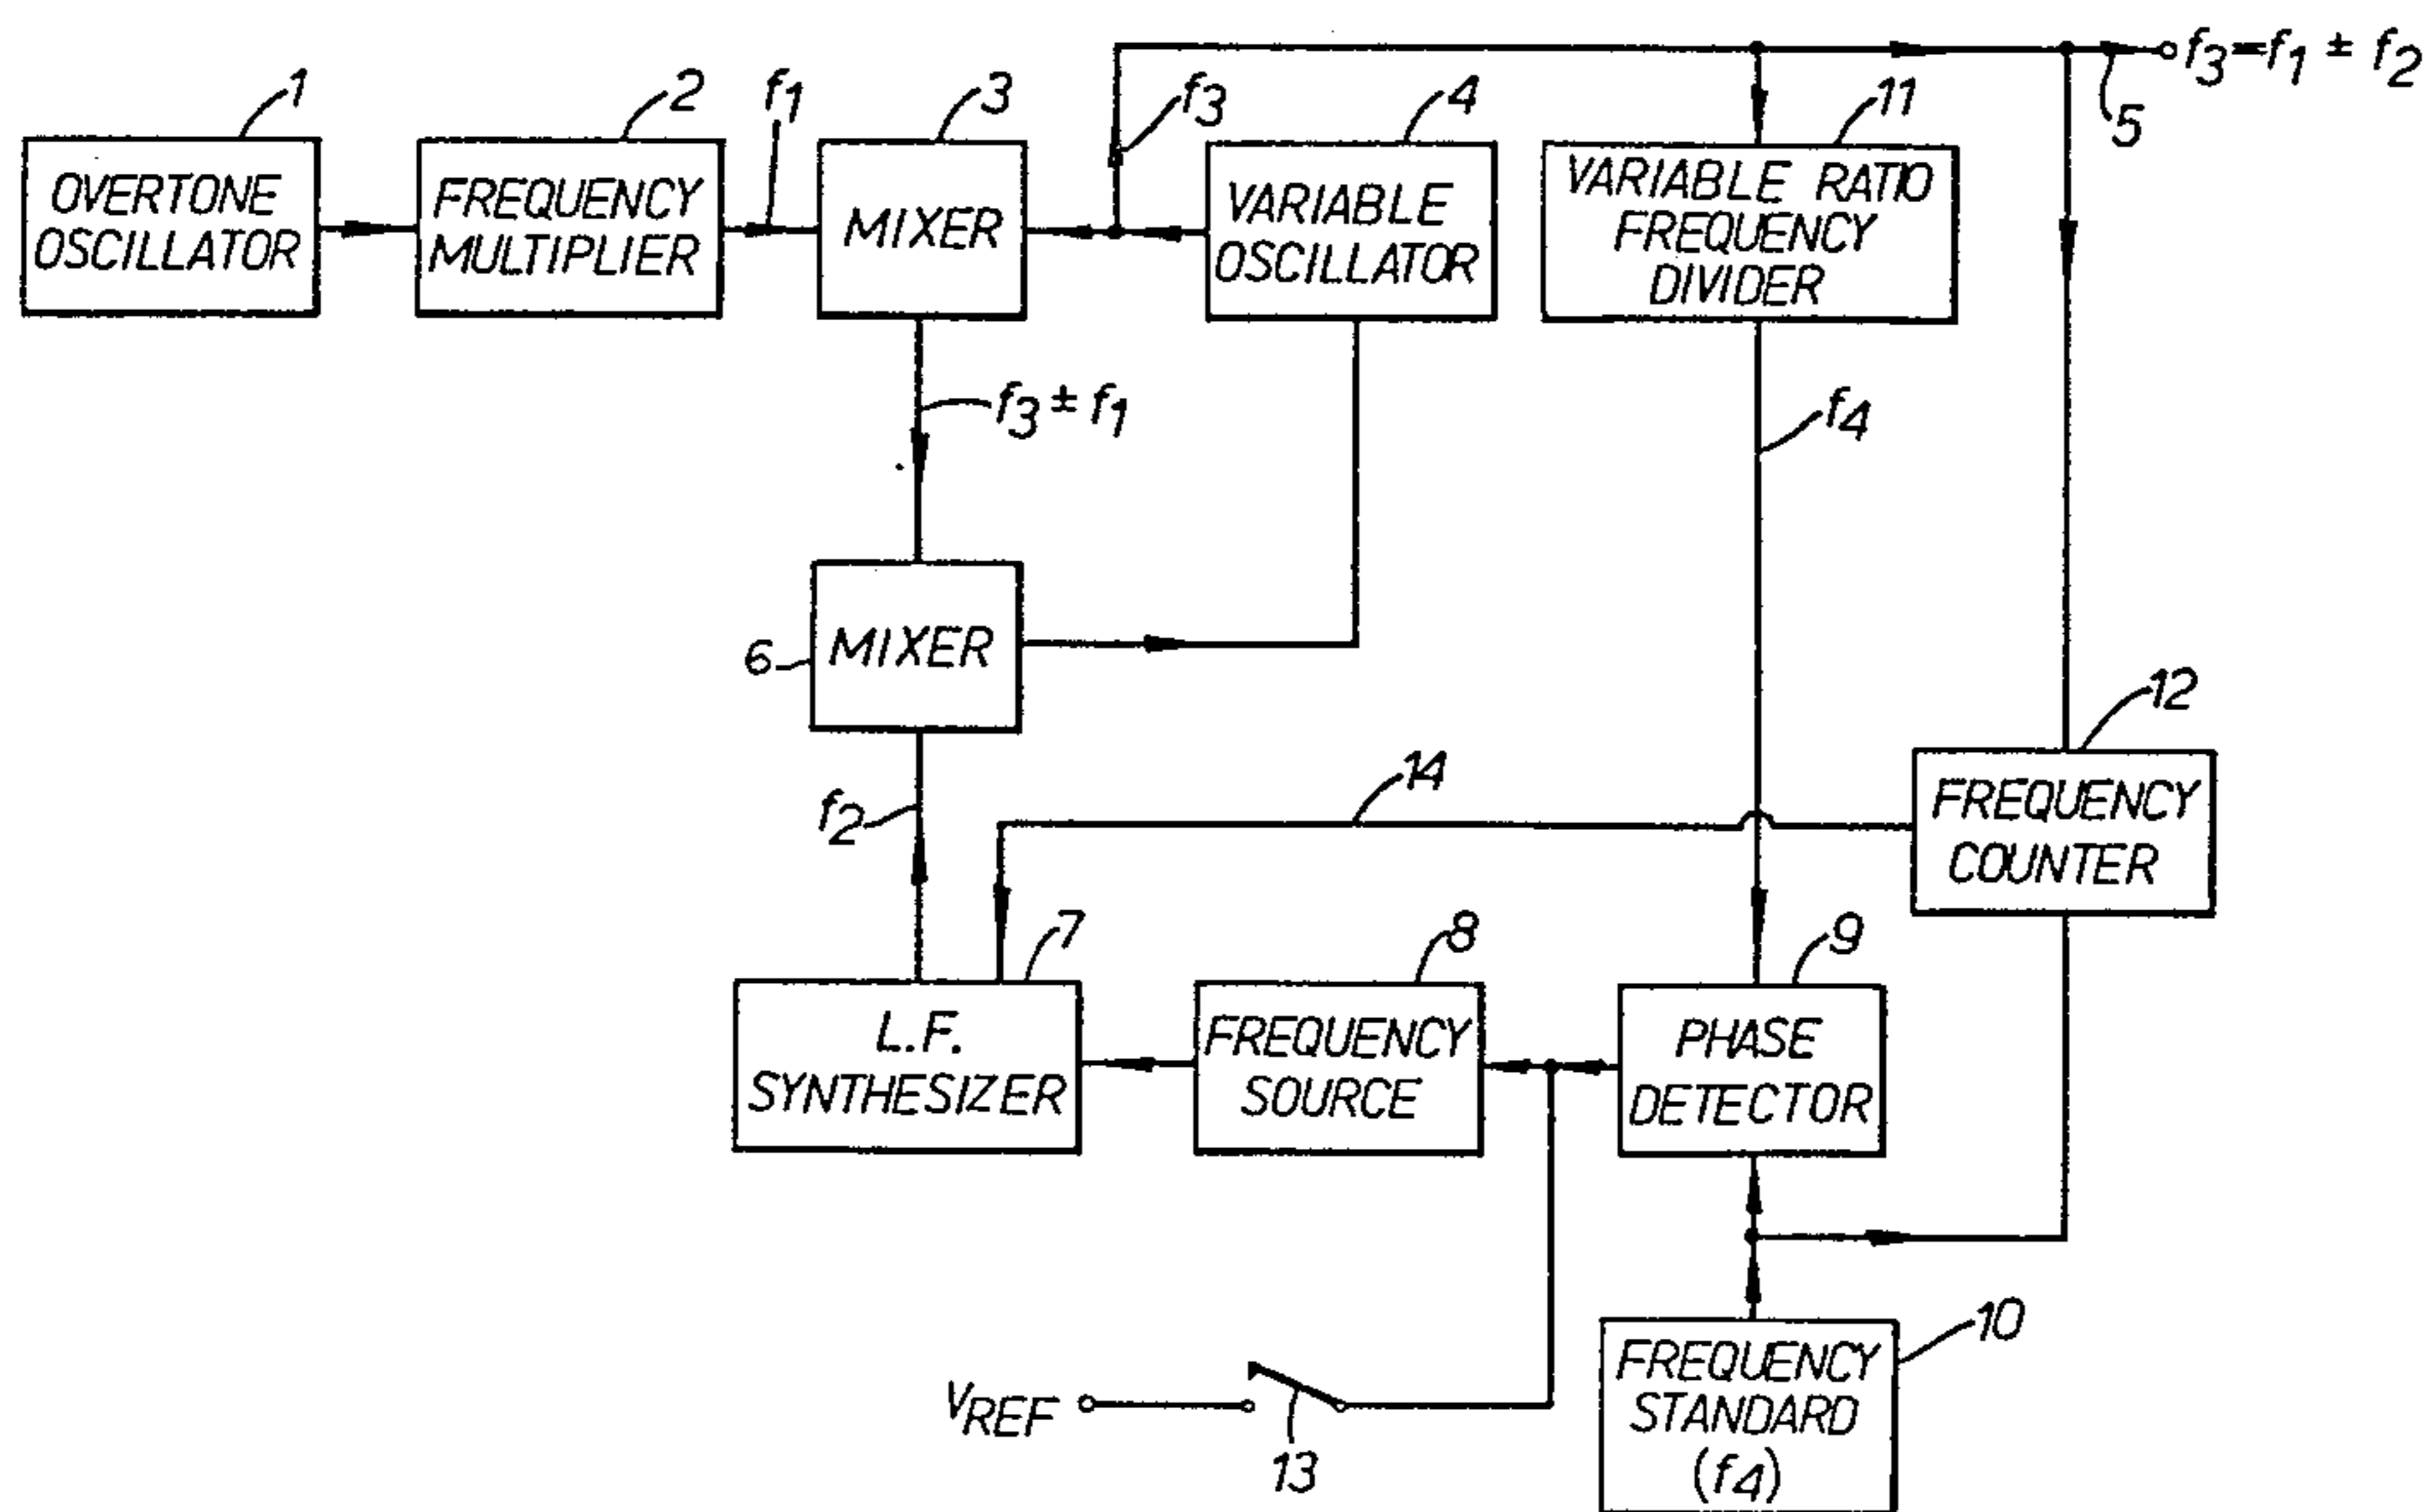 f3=f1 ± f2
1
2
f1
3
f3
4
11
5
OVERTONE
OSCILLATOR
FREQUENCY
MULTIPLIER
MIXER
VARIABLE
OSCILLATOR
VARIABLE RATIO
FREQUENCY
DIVIDER
f3 ± f1
f4
6
MIXER
12
14
f2
FREQUENCY
COUNTER
7
8
9
L.F.
SYNTHESIZER
FREQUENCY
SOURCE
PHASE
DETECTOR
10
VREF
13
FREQUENCY
STANDARD
(f4)